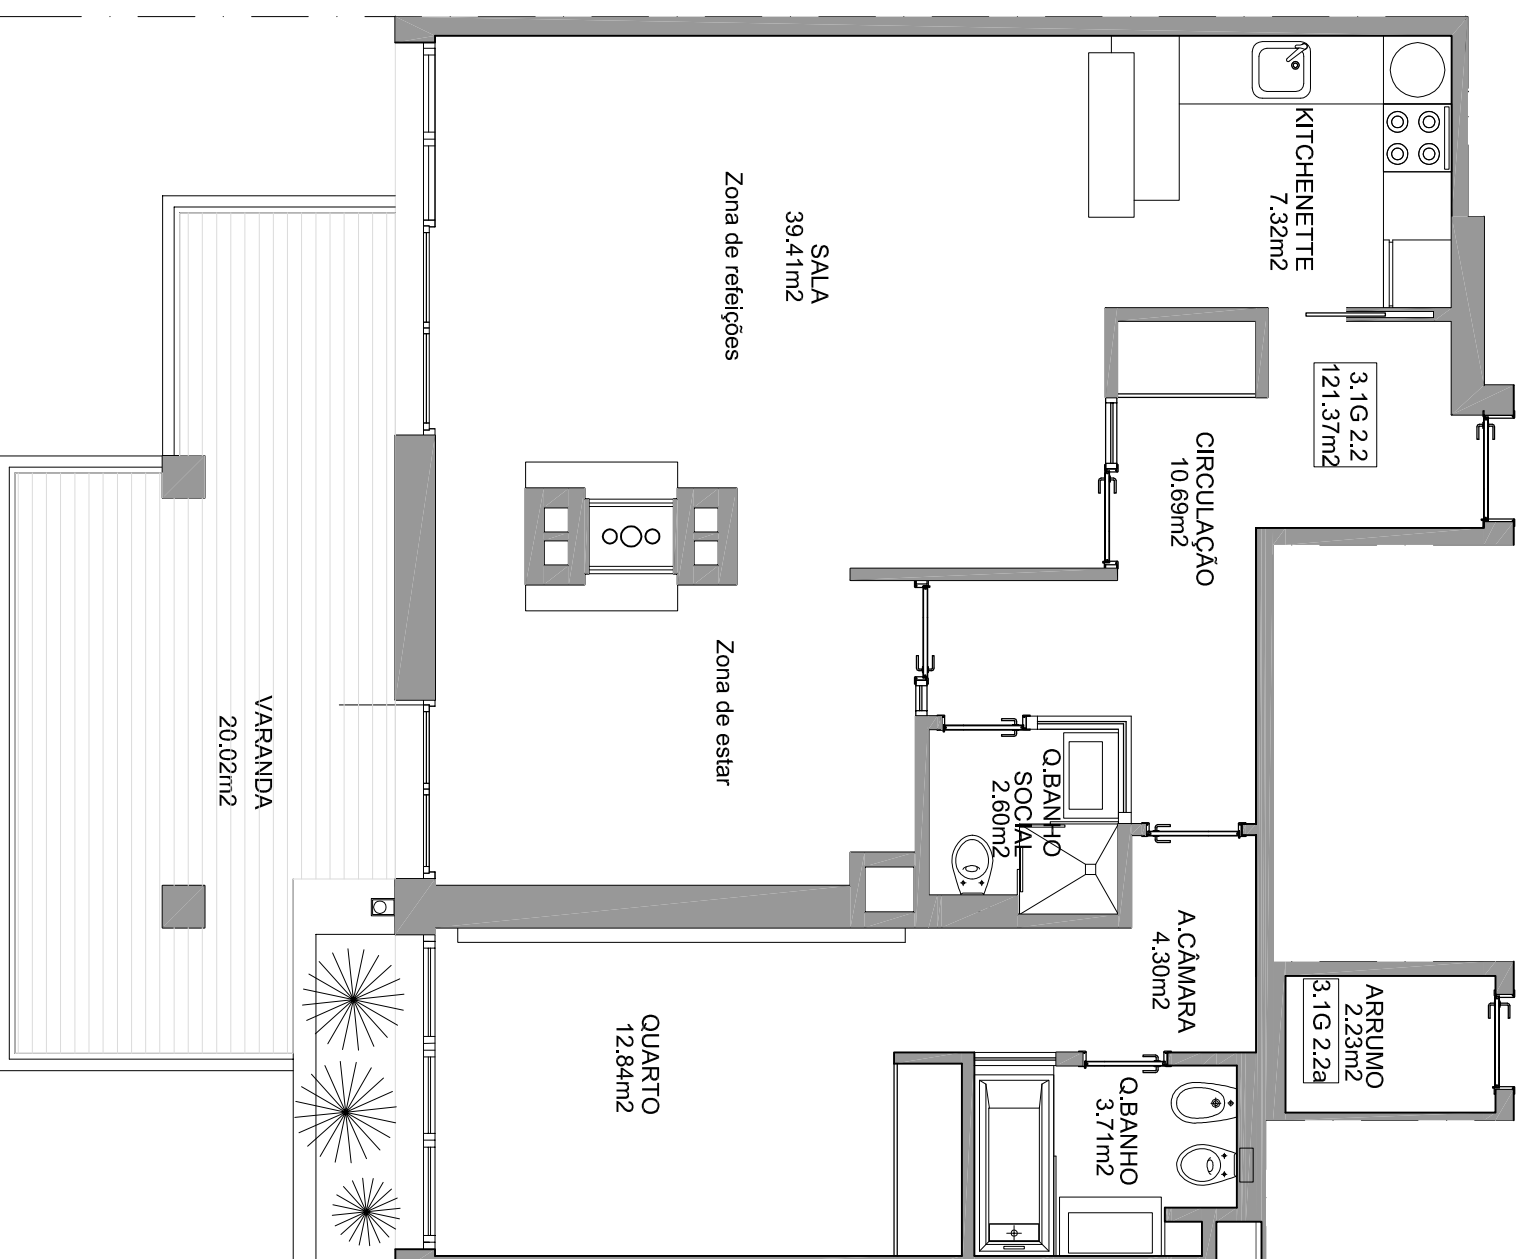 KITCHENETTE
7.32m2
SALA
39.41m2
Zona de refeições
3.1G 2.2
121.37m2
CIRCULAÇÃO
10.69m2
Zona de estar
VARANDA
20.02m2
Q.BANHO
SOCIAL
2.60m2
A.CÂMARA
4.30m2
ARRUMO
2.23m2
3.1G 2.2a
QUARTO
12.84m2
Q.BANHO
3.71m2